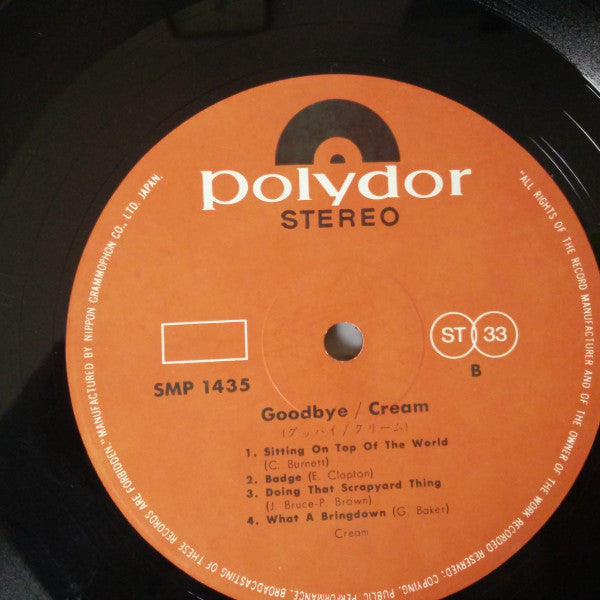 polydor
STEREO
ST 33
B
SMP 1435
Goodbye / Cream
(グッバイ/クリーム)
1. Sitting On Top Of The World
(C. Burnett)
2. Badge (E. Clapton)
3. Doing That Scrapyard Thing
(J. Bruce-P. Brown)
4. What A Bringdown (G. Baker)
Cream
"ALL RIGHTS OF THE RECORD MANUFACTURER AND OF THE OWNER OF THE WORK RECORDED RESERVED. COPYING, PUBLIC PERFORMANCE, BROADCASTING OF THESE RECORDS ARE FORBIDDEN" MANUFACTURED BY NIPPON GRAMMOPHON CO., LTD. JAPAN.